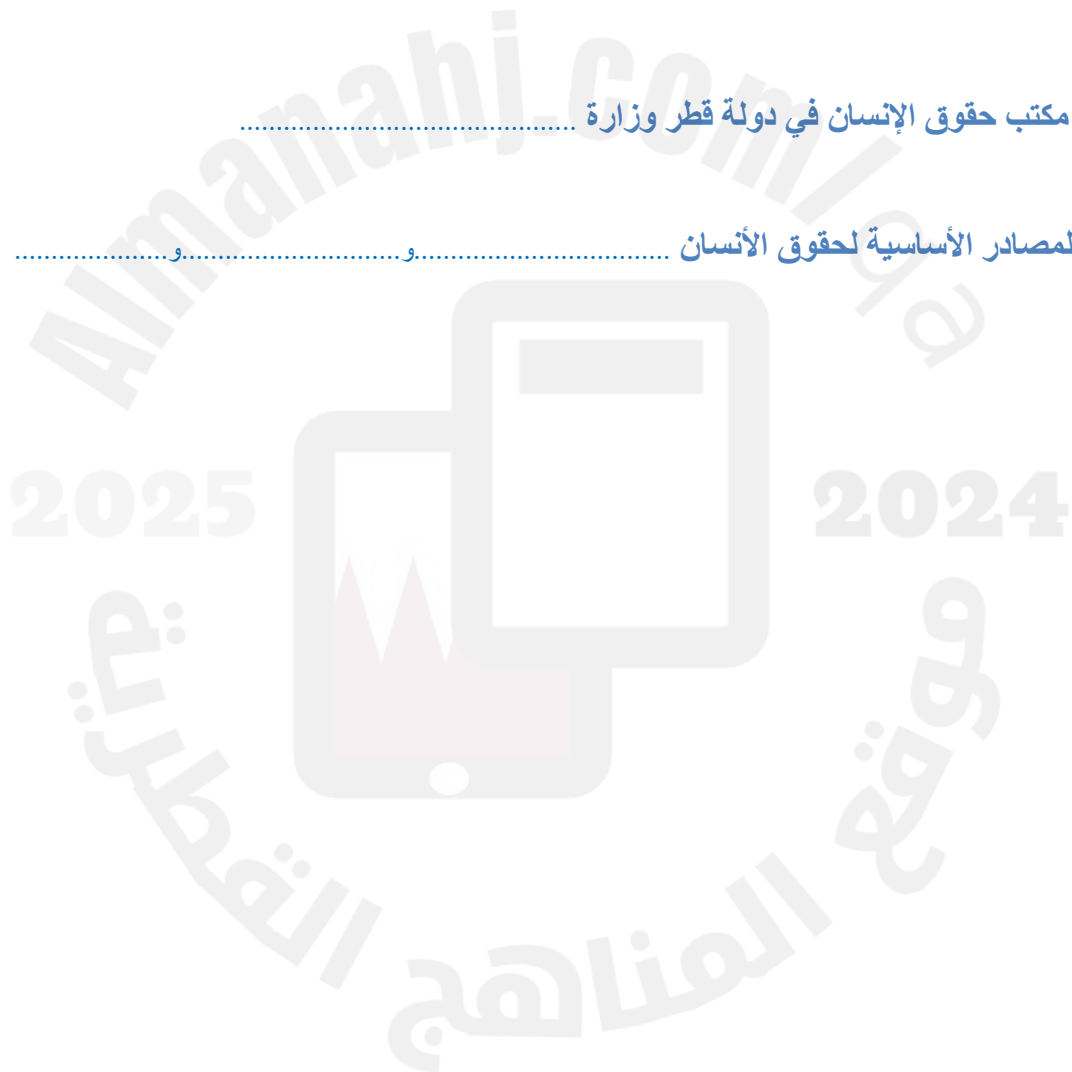 مكتب حقوق الإنسان في دولة قطر وزارة ..............................................
لمصادر الأساسية لحقوق الأنسان ................................و..............................و.....................
Almanahj.com/qa
2025 2024
موقع المناهج القطرية